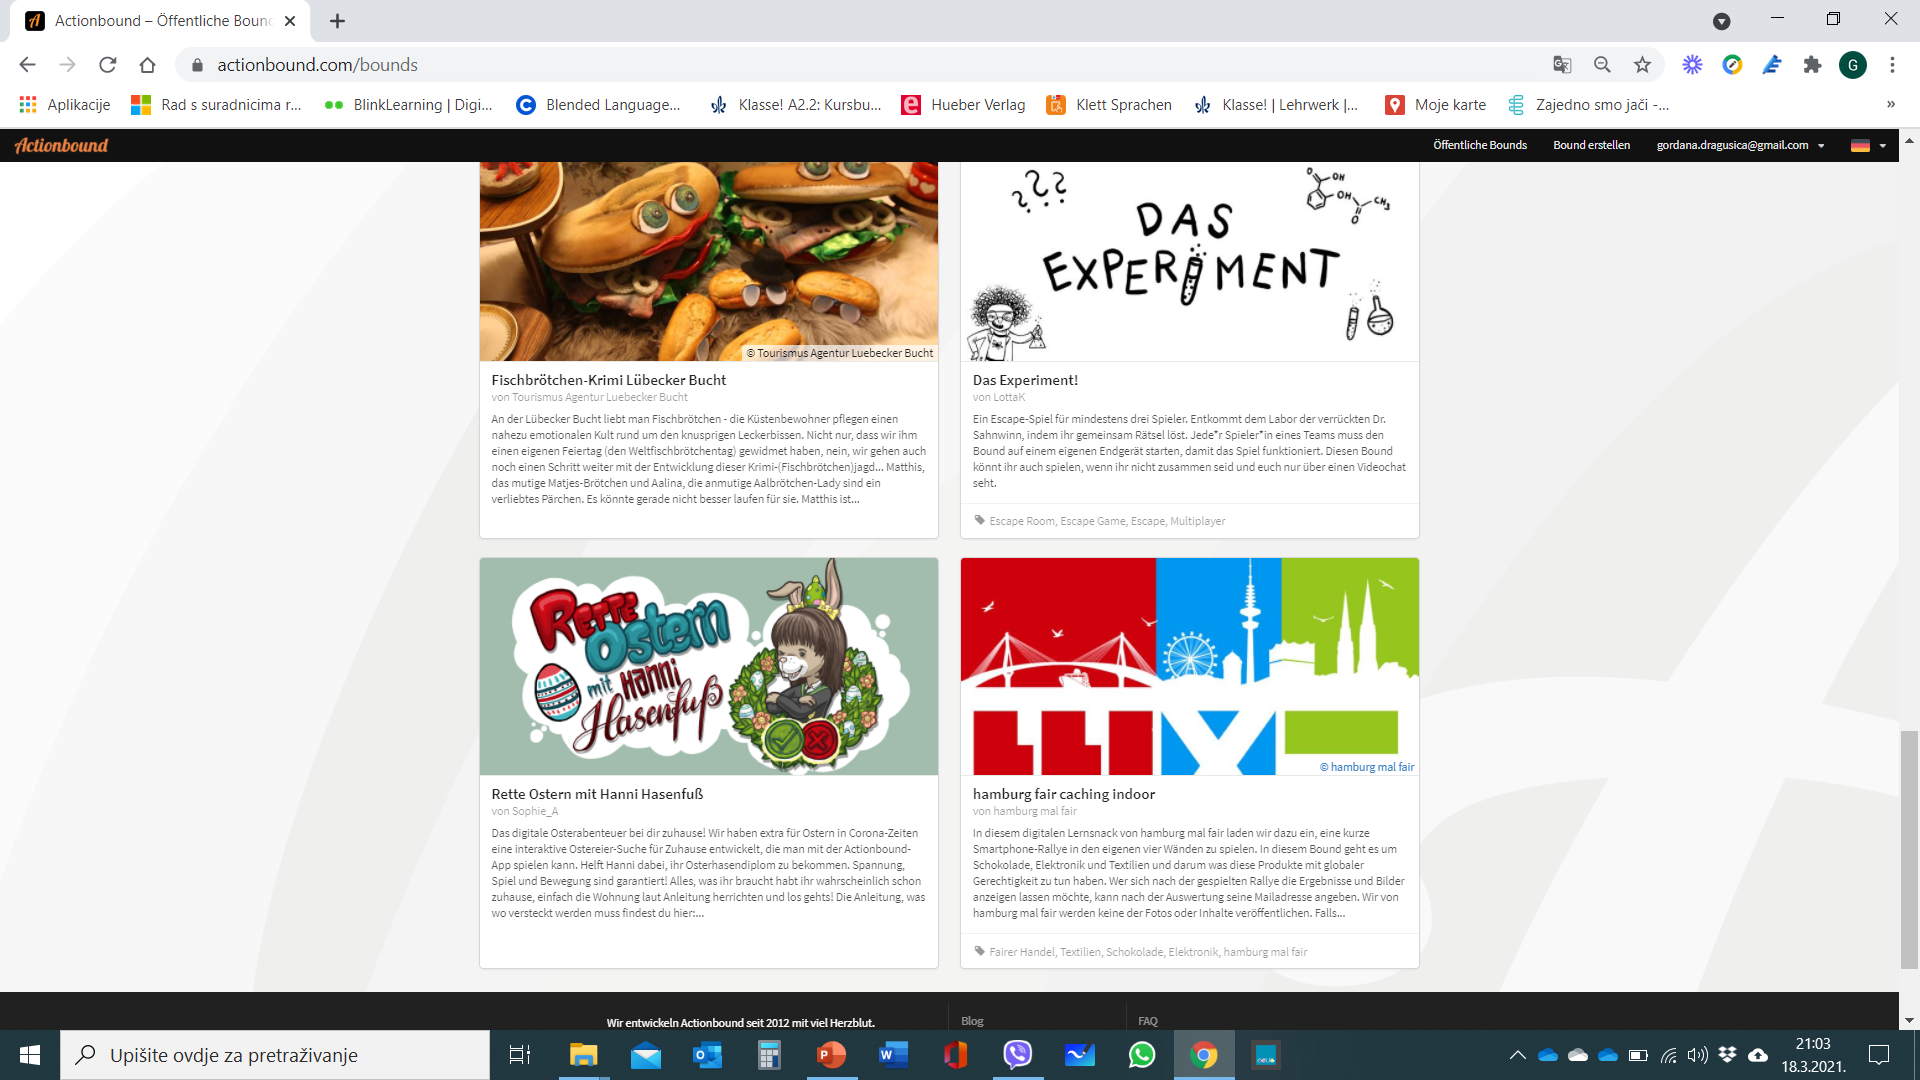 Actionbound – Öffentliche Bound
actionbound.com/bounds
G
Aplikacije
Rad s suradnicima r...
BlinkLearning | Digi...
Blended Language...
Klasse! A2.2: Kursbu...
Hueber Verlag
Klett Sprachen
Klasse! | Lehrwerk |...
Moje karte
Zajedno smo jači -...
»
Actionbound
Öffentliche Bounds
Bound erstellen
gordana.dragusica@gmail.com
© Tourismus Agentur Luebecker Bucht
Fischbrötchen-Krimi Lübecker Bucht
von Tourismus Agentur Luebecker Bucht
An der Lübecker Bucht liebt man Fischbrötchen - die Küstenbewohner pflegen einen
nahezu emotionalen Kult rund um den knusprigen Leckerbissen. Nicht nur, dass wir ihm
einen eigenen Feiertag (den Weltfischbrötchentag) gewidmet haben, nein, wir gehen auch
noch einen Schritt weiter mit der Entwicklung dieser Krimi-(Fischbrötchen)jagd... Matthis,
das mutige Matjes-Brötchen und Aalina, die anmutige Aalbrötchen-Lady sind ein
verliebtes Pärchen. Es könnte gerade nicht besser laufen für sie. Matthis ist...
???
O
OH
OH
O
CH₃
DAS
EXPERIMENT
Das Experiment!
von LottaK
Ein Escape-Spiel für mindestens drei Spieler. Entkommt dem Labor der verrückten Dr.
Sahnwinn, indem ihr gemeinsam Rätsel löst. Jede*r Spieler*in eines Teams muss den
Bound auf einem eigenen Endgerät starten, damit das Spiel funktioniert. Diesen Bound
könnt ihr auch spielen, wenn ihr nicht zusammen seid und euch nur über einen Videochat
seht.
Escape Room, Escape Game, Escape, Multiplayer
Rette
Ostern
mit Hanni
Hasenfuß
Rette Ostern mit Hanni Hasenfuß
von Sophie_A
Das digitale Osterabenteuer bei dir zuhause! Wir haben extra für Ostern in Corona-Zeiten
eine interaktive Ostereier-Suche für Zuhause entwickelt, die man mit der Actionbound-
App spielen kann. Helft Hanni dabei, ihr Osterhasendiplom zu bekommen. Spannung,
Spiel und Bewegung sind garantiert! Alles, was ihr braucht habt ihr wahrscheinlich schon
zuhause, einfach die Wohnung laut Anleitung herrichten und los gehts! Die Anleitung, was
wo versteckt werden muss findest du hier:...
© hamburg mal fair
hamburg fair caching indoor
von hamburg mal fair
In diesem digitalen Lernsnack von hamburg mal fair laden wir dazu ein, eine kurze
Smartphone-Rallye in den eigenen vier Wänden zu spielen. In diesem Bound geht es um
Schokolade, Elektronik und Textilien und darum was diese Produkte mit globaler
Gerechtigkeit zu tun haben. Wer sich nach der gespielten Rallye die Ergebnisse und Bilder
anzeigen lassen möchte, kann nach der Auswertung seine Mailadresse angeben. Wir von
hamburg mal fair werden keine der Fotos oder Inhalte veröffentlichen. Falls...
Fairer Handel, Textilien, Schokolade, Elektronik, hamburg mal fair
Wir entwickeln Actionbound seit 2012 mit viel Herzblut.
Blog
FAQ
Upišite ovdje za pretraživanje
21:03
18.3.2021.